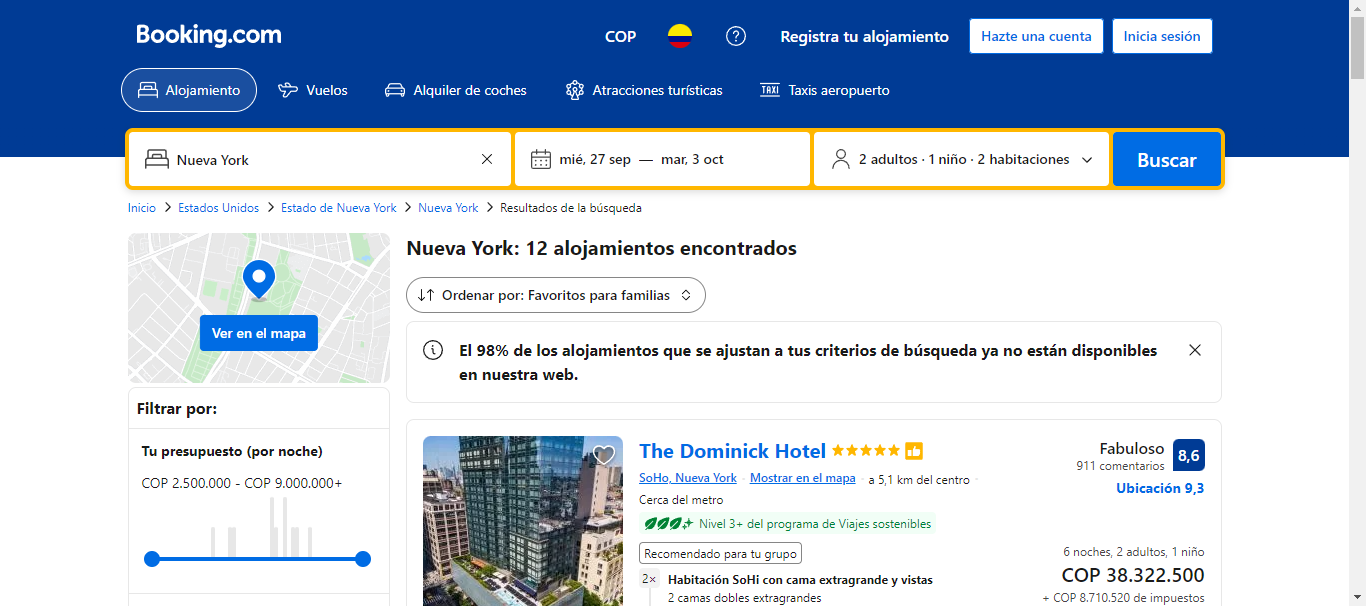 Booking.com
COP
Registra tu alojamiento
Hazte una cuenta
Inicia sesión
Alojamiento
Vuelos
Alquiler de coches
Atracciones turísticas
TAXI
Taxis aeropuerto
Nueva York
mié, 27 sep — mar, 3 oct
2 adultos · 1 niño · 2 habitaciones
Buscar
Inicio > Estados Unidos > Estado de Nueva York > Nueva York > Resultados de la búsqueda
Ver en el mapa
Filtrar por:
Tu presupuesto (por noche)
COP 2.500.000 - COP 9.000.000+
Nueva York: 12 alojamientos encontrados
Ordenar por: Favoritos para familias
El 98% de los alojamientos que se ajustan a tus criterios de búsqueda ya no están disponibles
en nuestra web.
The Dominick Hotel
SoHo, Nueva York · Mostrar en el mapa · a 5,1 km del centro ·
Cerca del metro
Nivel 3+ del programa de Viajes sostenibles
Recomendado para tu grupo
2× Habitación SoHi con cama extragrande y vistas
2 camas dobles extragrandes
Fabuloso
911 comentarios
8,6
Ubicación 9,3
6 noches, 2 adultos, 1 niño
COP 38.322.500
+ COP 8.710.520 de impuestos